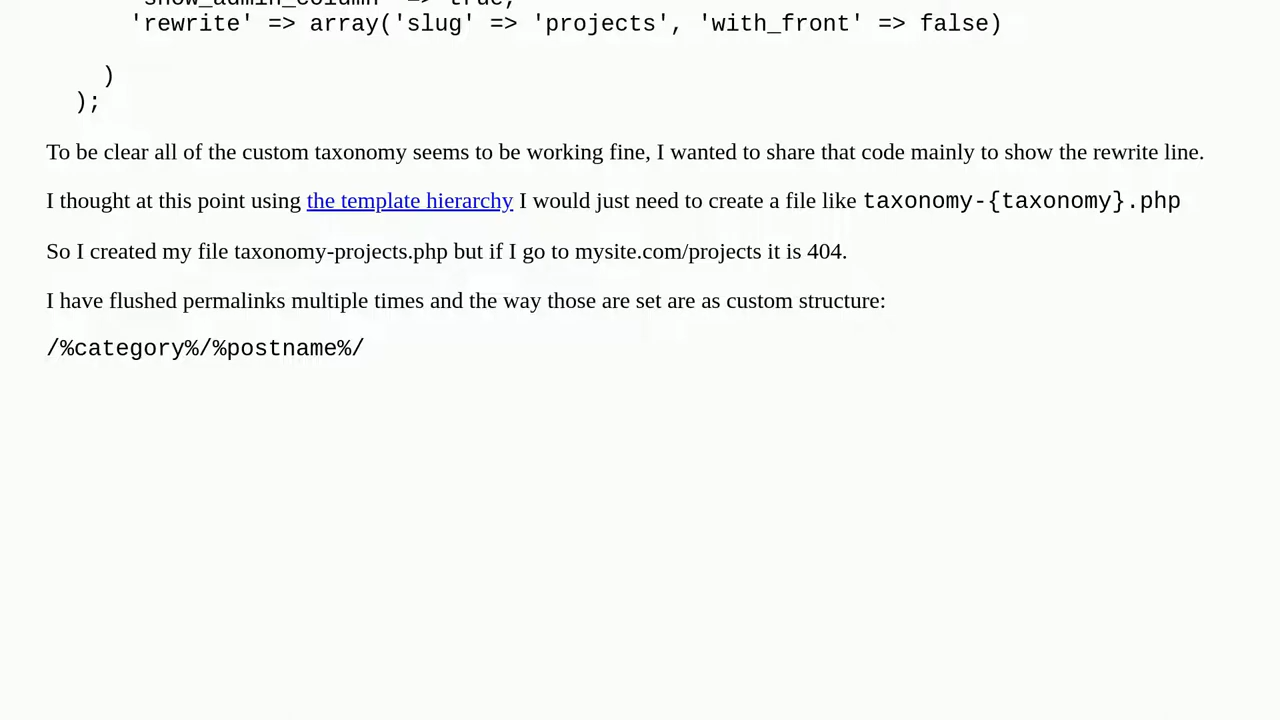 'show_admin_column' => true,
'rewrite' => array('slug' => 'projects', 'with_front' => false)
)
);
To be clear all of the custom taxonomy seems to be working fine, I wanted to share that code mainly to show the rewrite line.
I thought at this point using the template hierarchy I would just need to create a file like taxonomy-{taxonomy}.php
So I created my file taxonomy-projects.php but if I go to mysite.com/projects it is 404.
I have flushed permalinks multiple times and the way those are set are as custom structure:
/%category%/%postname%/